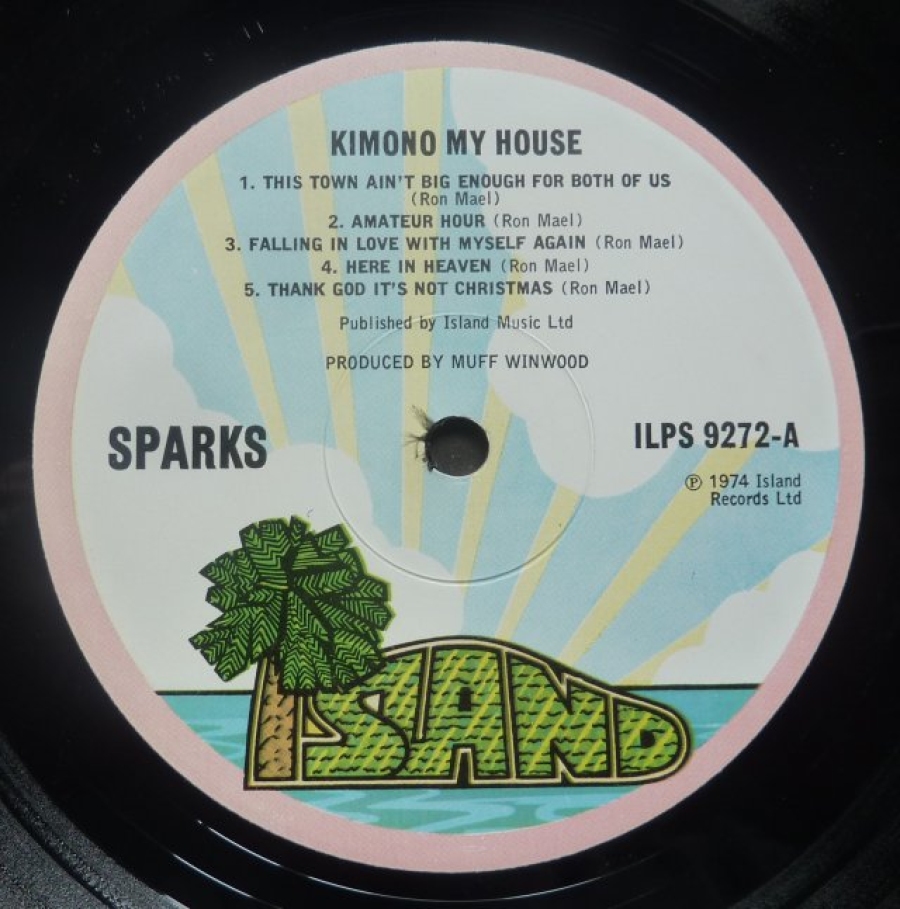 KIMONO MY HOUSE
1. THIS TOWN AIN'T BIG ENOUGH FOR BOTH OF US
(Ron Mael)
2. AMATEUR HOUR (Ron Mael)
3. FALLING IN LOVE WITH MYSELF AGAIN (Ron Mael)
4. HERE IN HEAVEN (Ron Mael)
5. THANK GOD IT'S NOT CHRISTMAS (Ron Mael)
Published by Island Music Ltd
PRODUCED BY MUFF WINWOOD
SPARKS
ILPS 9272-A
℗ 1974 Island
Records Ltd
ISLAND